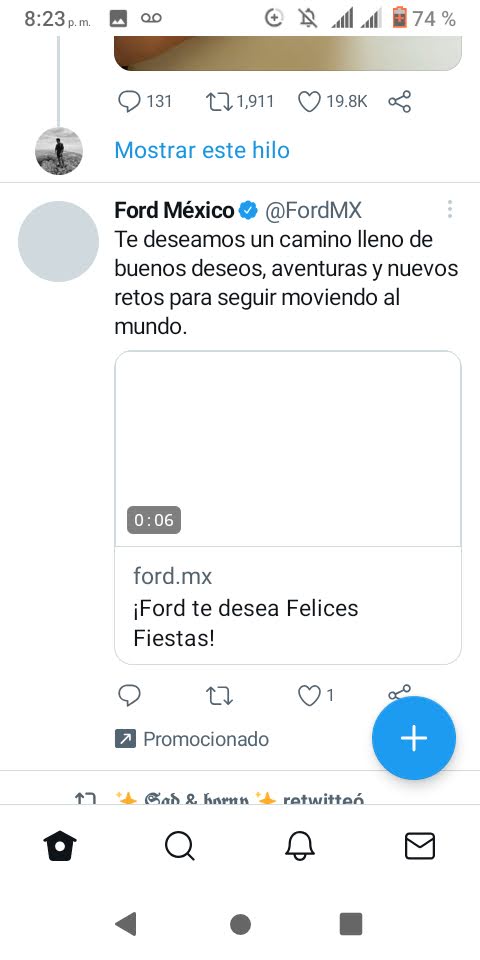 8:23 p. m. 74 %
131 1,911 19.8K
Mostrar este hilo
Ford México @FordMX
Te deseamos un camino lleno de
buenos deseos, aventuras y nuevos
retos para seguir moviendo al
mundo.
0:06
ford.mx
¡Ford te desea Felices
Fiestas!
1
Promocionado
✨ 𝕾𝖆𝖉 & 𝖍𝖔𝖗𝖓𝖞 ✨ retwitteó